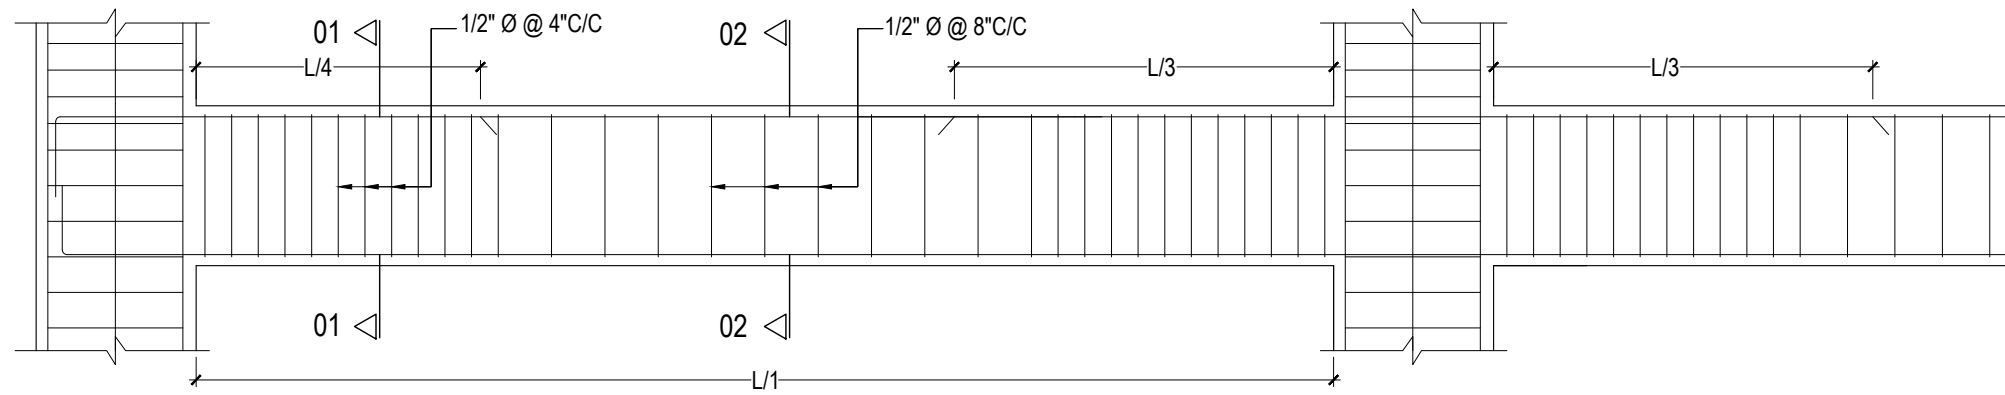 01
1/2" Ø @ 4"C/C
02
1/2" Ø @ 8"C/C
L/4
L/3
L/3
01
02
L/1